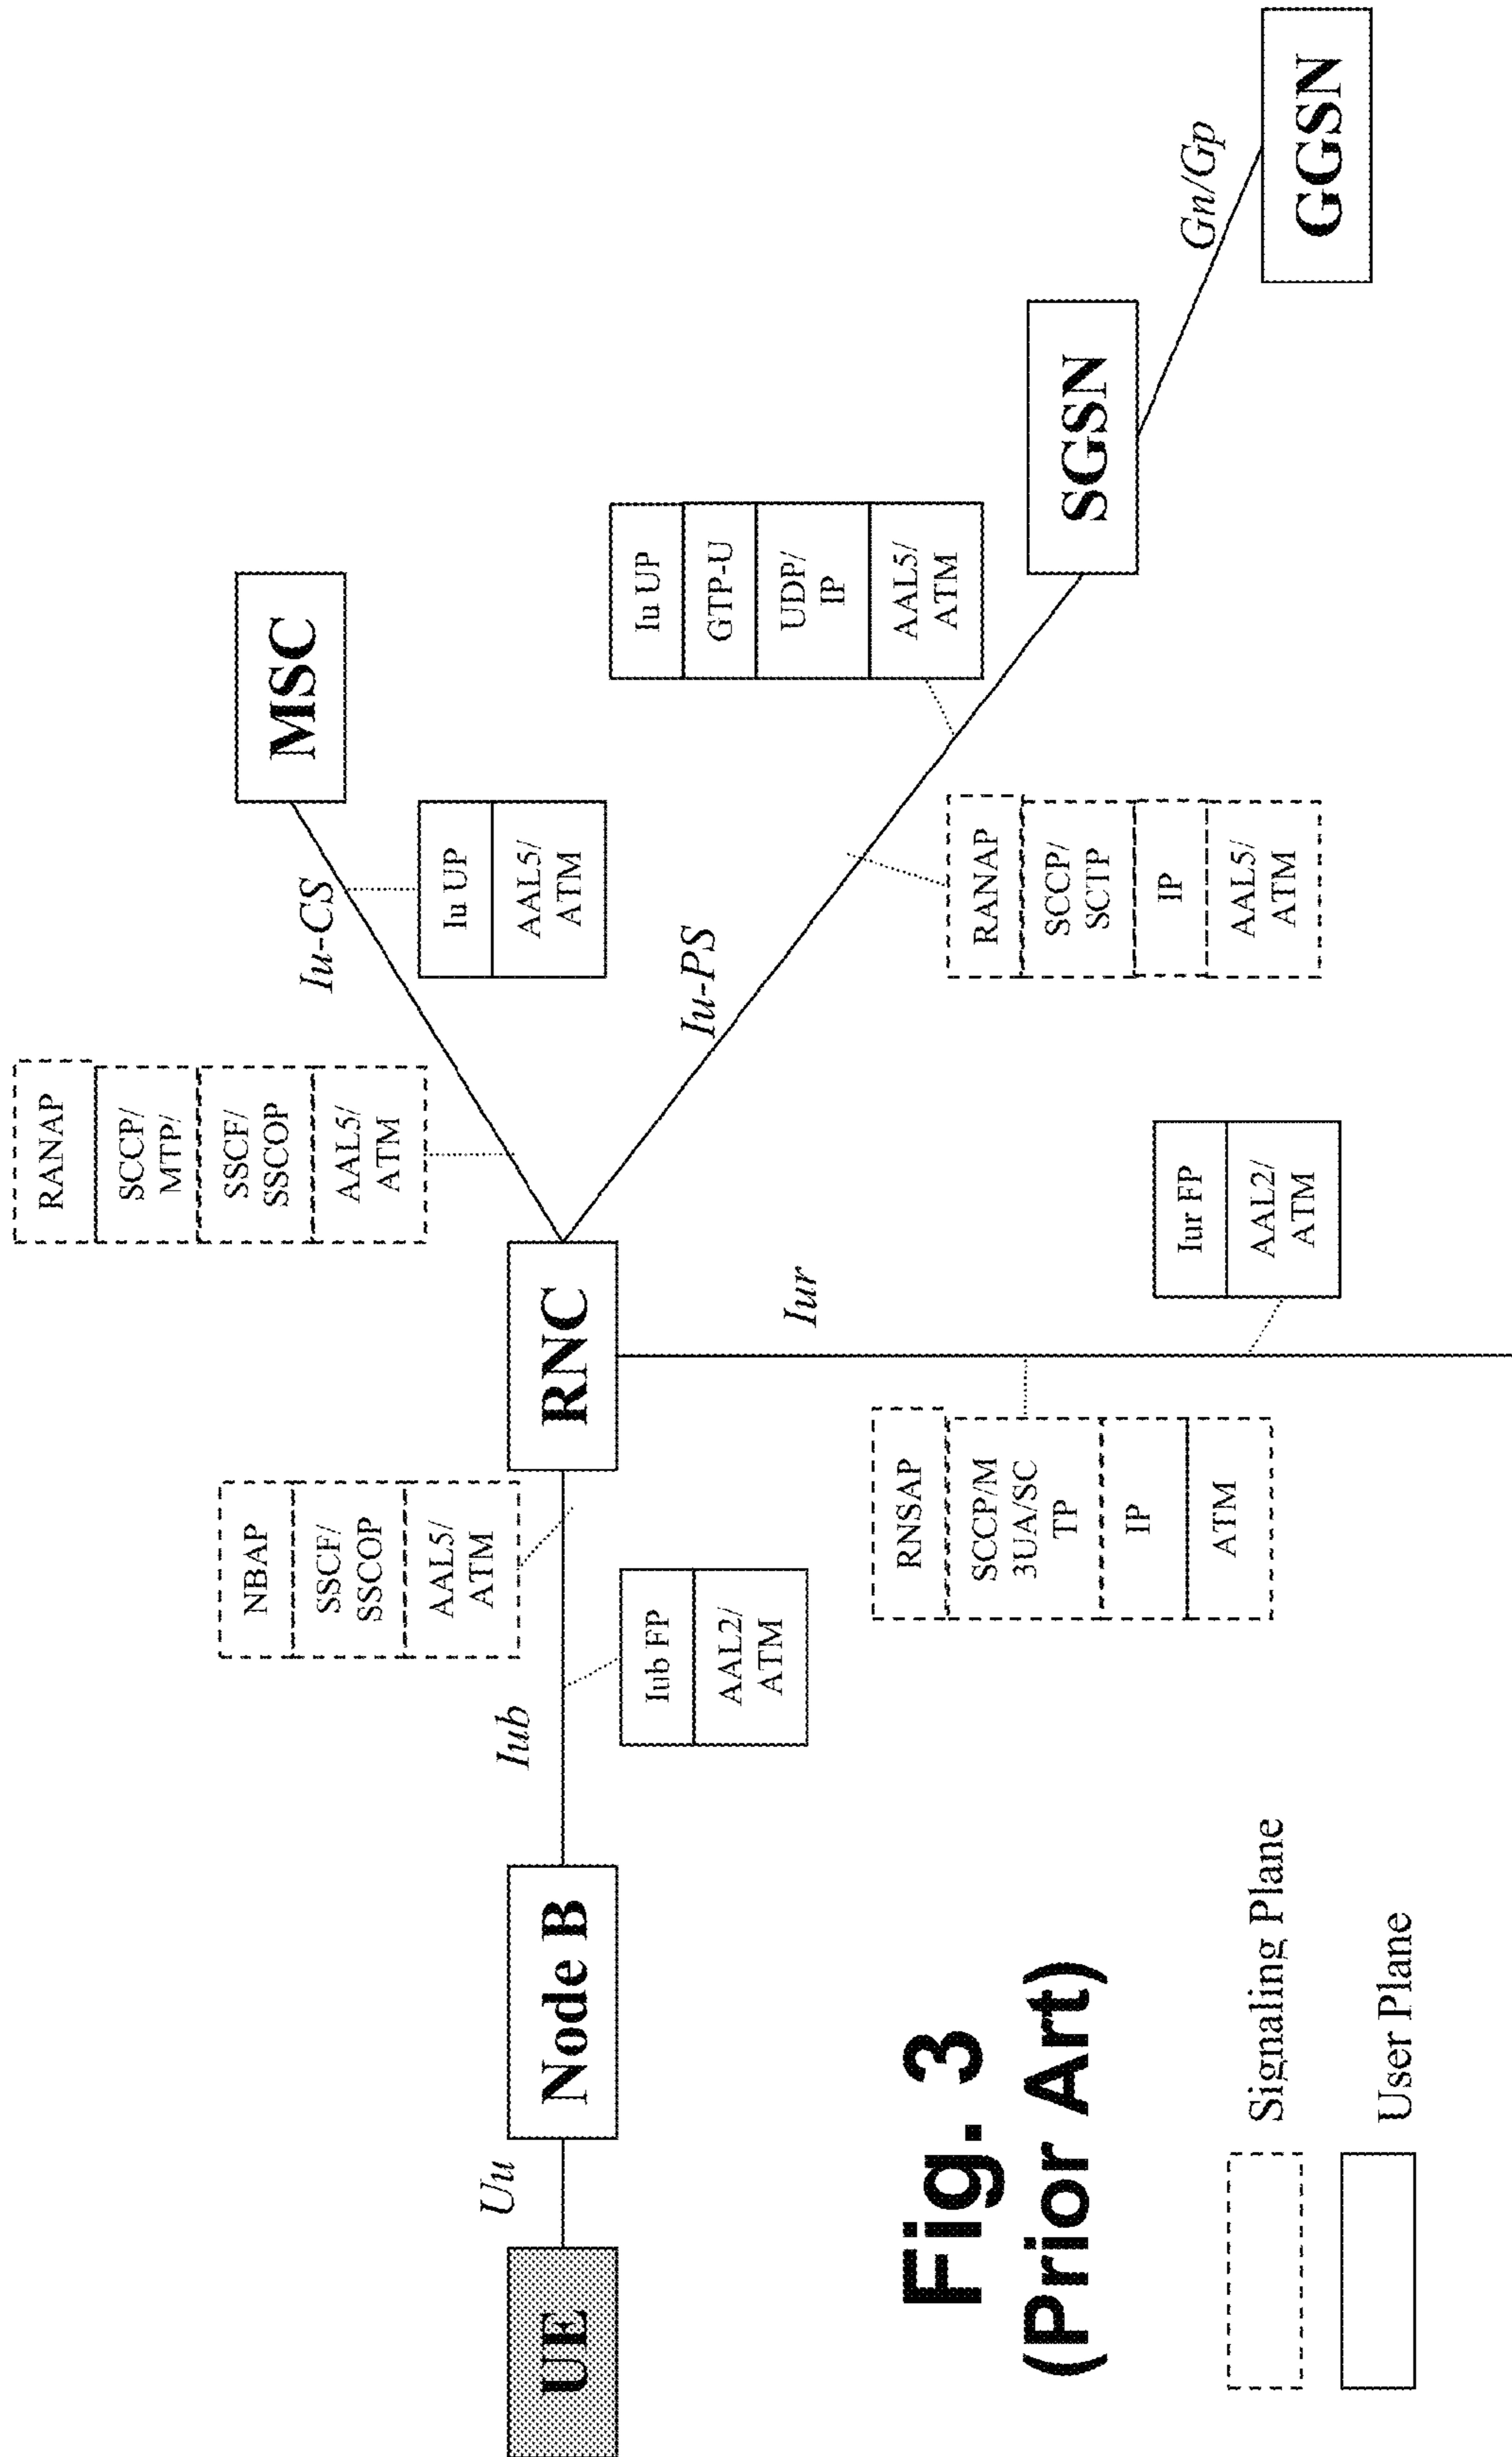 RANAP
SCCP/
MTP/
SSCF/
SSCOP
AAL5/
ATM
MSC
Iu-CS
Iu UP
AAL5/
ATM
NBAP
SSCF/
SSCOP
AAL5/
ATM
UE
Uu
Node B
Iub
RNC
Iub FP
AAL2/
ATM
Iu-PS
Iu UP
GTP-U
UDP/
IP
AAL5/
ATM
RANAP
SCCP/
SCTP
IP
AAL5/
ATM
SGSN
Gn/Gp
GGSN
Iur
RNSAP
SCCP/M
3UA/SC
TP
IP
ATM
Iur FP
AAL2/
ATM
Fig. 3
(Prior Art)
Signaling Plane
User Plane